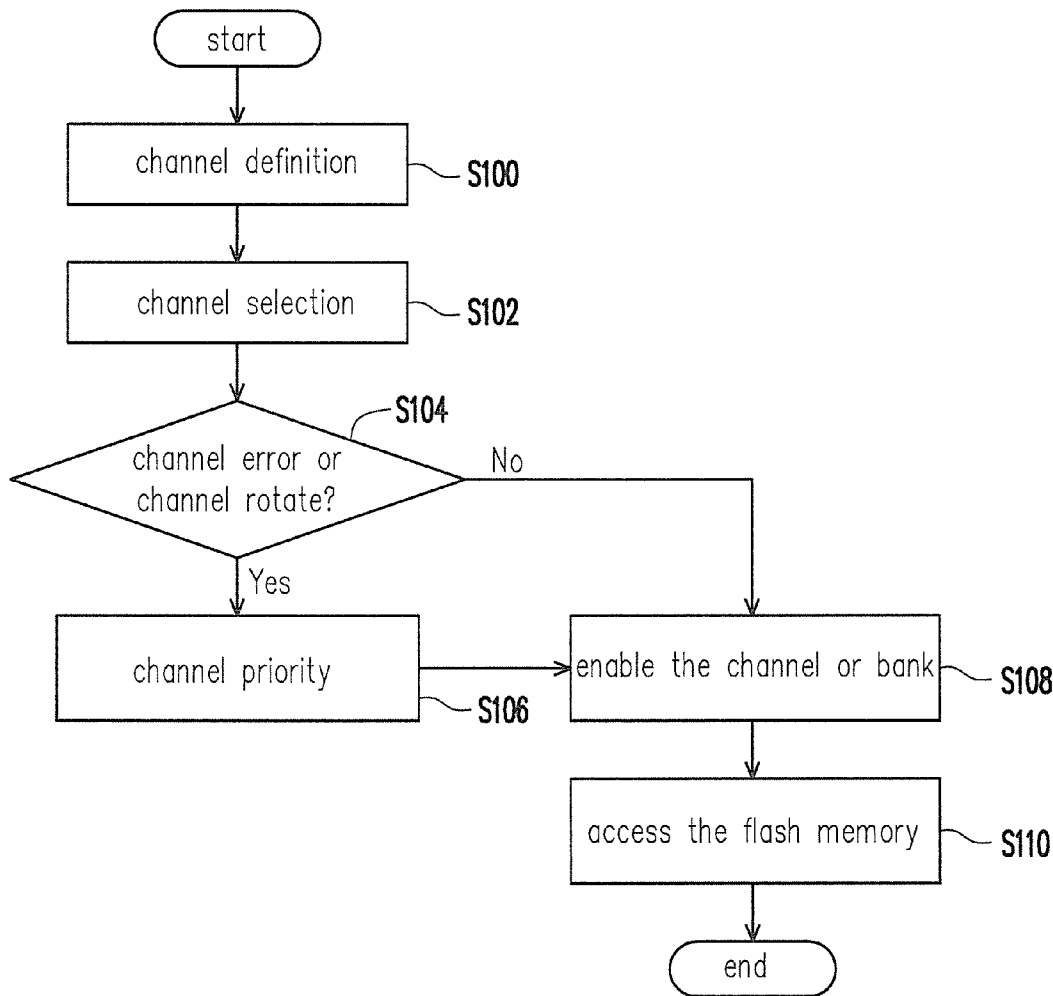 start
channel definition
S100
channel selection
S102
S104
channel error or
channel rotate?
No
Yes
channel priority
S106
enable the channel or bank
S108
access the flash memory
S110
end